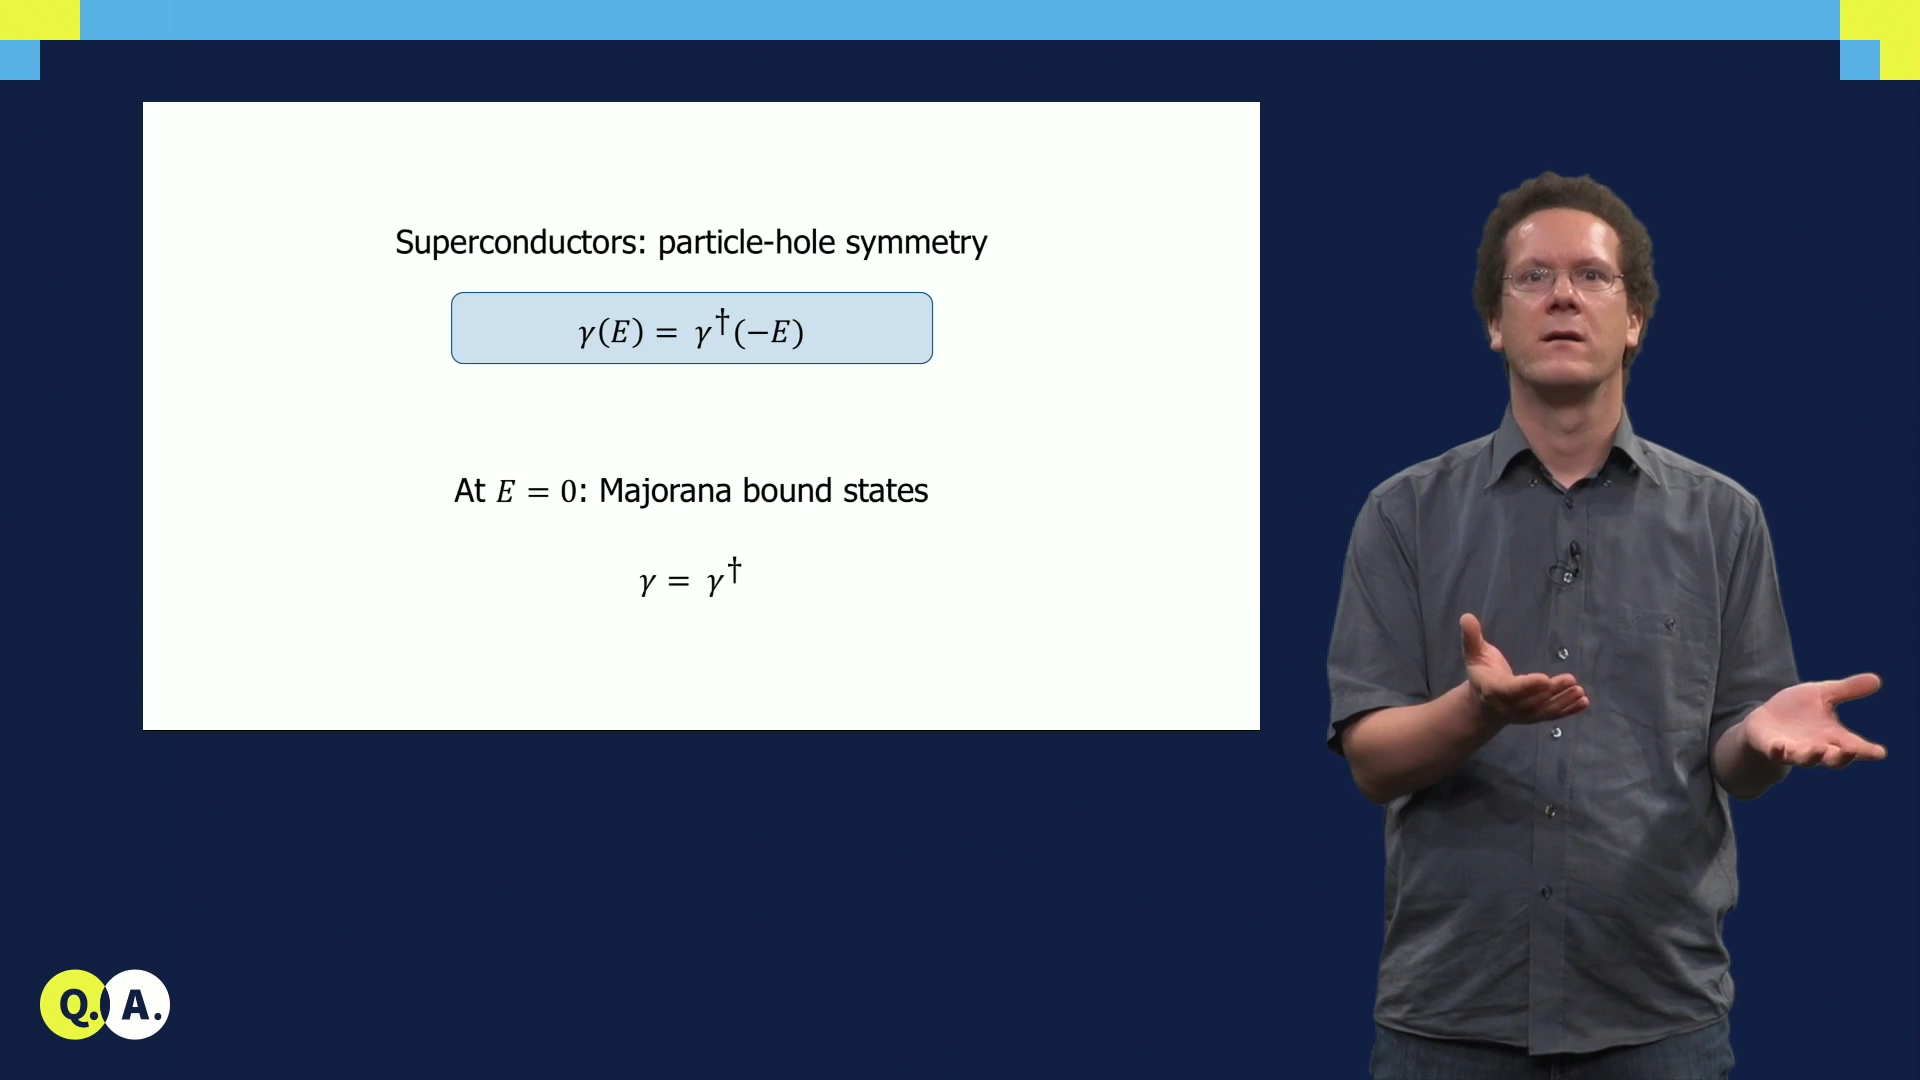 Superconductors: particle-hole symmetry
γ(E) = γ†(−E)
At E = 0: Majorana bound states
γ = γ†
Q. A.